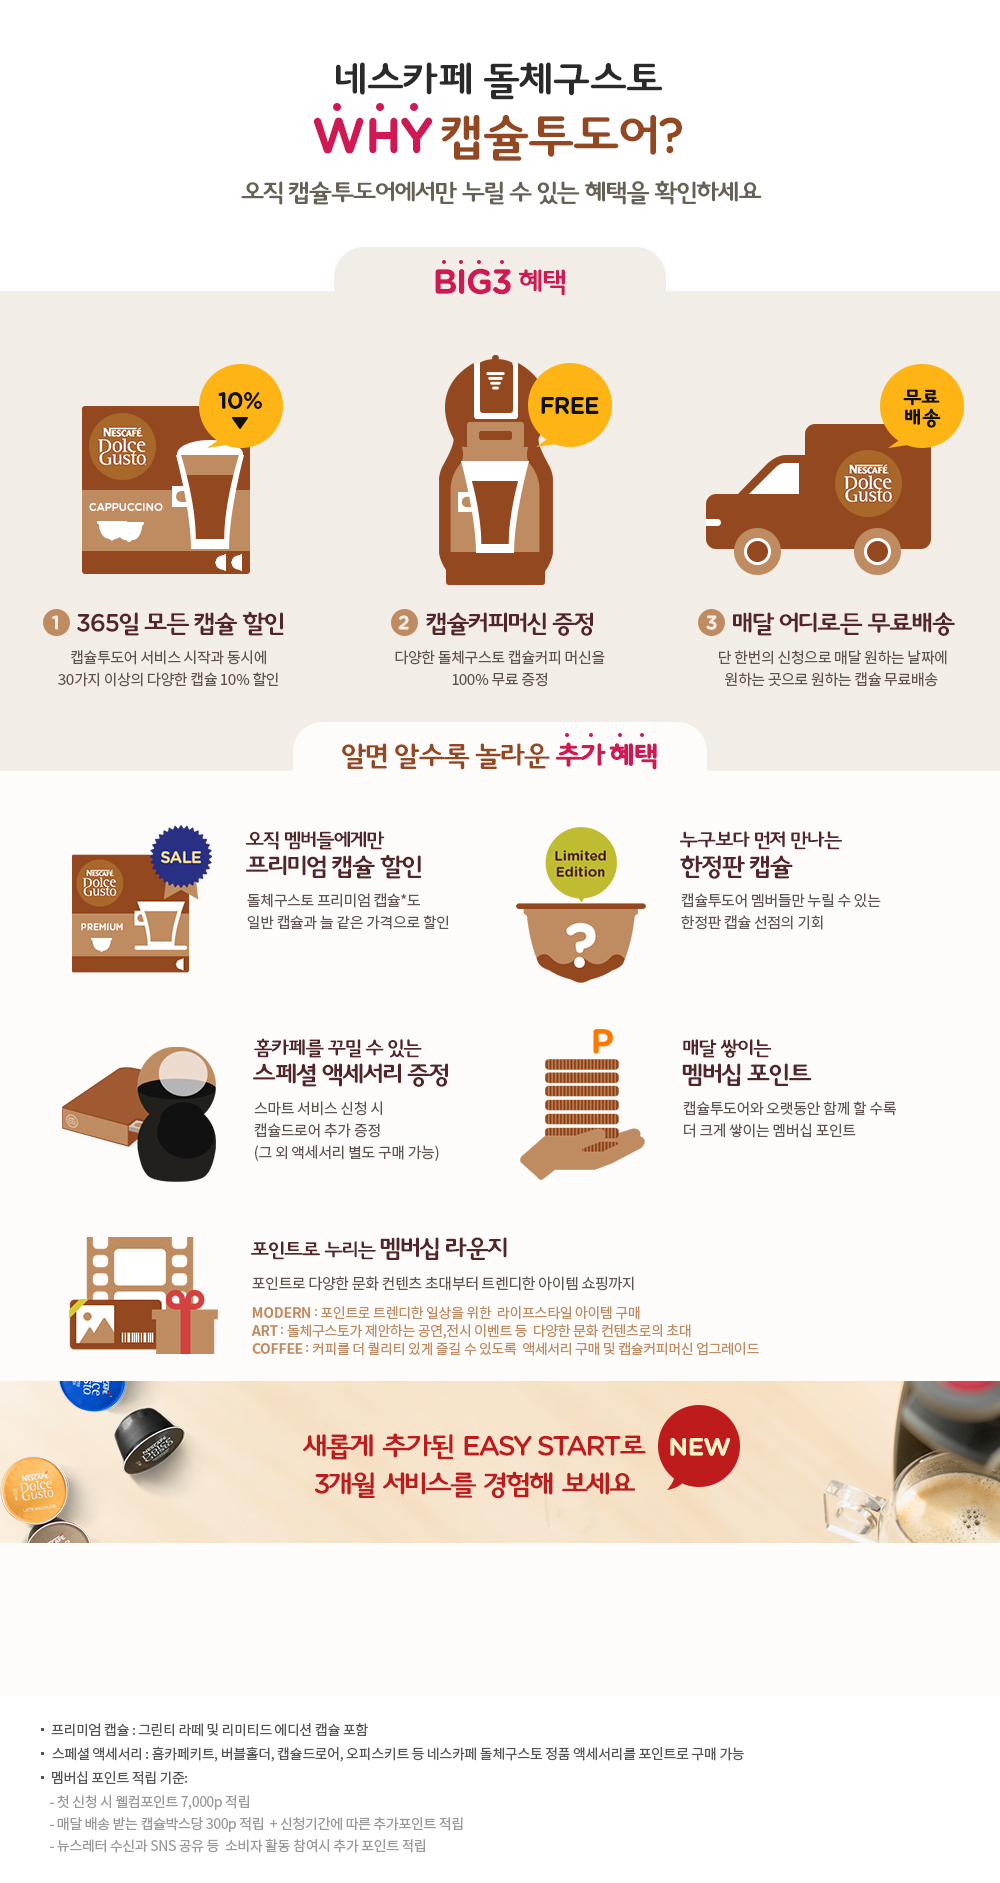 네스카페 돌체구스토
WHY 캡슐투도어?
오직 캡슐투도어에서만 누릴 수 있는 혜택을 확인하세요
BIG3 혜택
10%
NESCAFÉ
Dolce
Gusto
CAPPUCCINO
FREE
무료
배송
NESCAFÉ
Dolce
Gusto
1 365일 모든 캡슐 할인
캡슐투도어 서비스 시작과 동시에
30가지 이상의 다양한 캡슐 10% 할인
2 캡슐커피머신 증정
다양한 돌체구스토 캡슐커피 머신을
100% 무료 증정
3 매달 어디로든 무료배송
단 한번의 신청으로 매달 원하는 날짜에
원하는 곳으로 원하는 캡슐 무료배송
알면 알수록 놀라운 추가 혜택
SALE
NESCAFÉ
Dolce
Gusto
PREMIUM
오직 멤버들에게만
프리미엄 캡슐 할인
돌체구스토 프리미엄 캡슐*도
일반 캡슐과 늘 같은 가격으로 할인
Limited
Edition
?
누구보다 먼저 만나는
한정판 캡슐
캡슐투도어 멤버들만 누릴 수 있는
한정판 캡슐 선점의 기회
홈카페를 꾸밀 수 있는
스페셜 액세서리 증정
스마트 서비스 신청 시
캡슐드로어 추가 증정
(그 외 액세서리 별도 구매 가능)
P
매달 쌓이는
멤버십 포인트
캡슐투도어와 오랫동안 함께 할 수록
더 크게 쌓이는 멤버십 포인트
포인트로 누리는 멤버십 라운지
포인트로 다양한 문화 컨텐츠 초대부터 트렌디한 아이템 쇼핑까지
MODERN : 포인트로 트렌디한 일상을 위한 라이프스타일 아이템 구매
ART : 돌체구스토가 제안하는 공연,전시 이벤트 등 다양한 문화 컨텐츠로의 초대
COFFEE : 커피를 더 퀄리티 있게 즐길 수 있도록 액세서리 구매 및 캡슐커피머신 업그레이드
새롭게 추가된 EASY START로
3개월 서비스를 경험해 보세요
NEW
NESCAFÉ
Dolce
Gusto
• 프리미엄 캡슐 : 그린티 라떼 및 리미티드 에디션 캡슐 포함
• 스페셜 액세서리 : 홈카페키트, 버블홀더, 캡슐드로어, 오피스키트 등 네스카페 돌체구스토 정품 액세서리를 포인트로 구매 가능
• 멤버십 포인트 적립 기준:
- 첫 신청 시 웰컴포인트 7,000p 적립
- 매달 배송 받는 캡슐박스당 300p 적립 + 신청기간에 따른 추가포인트 적립
- 뉴스레터 수신과 SNS 공유 등 소비자 활동 참여시 추가 포인트 적립